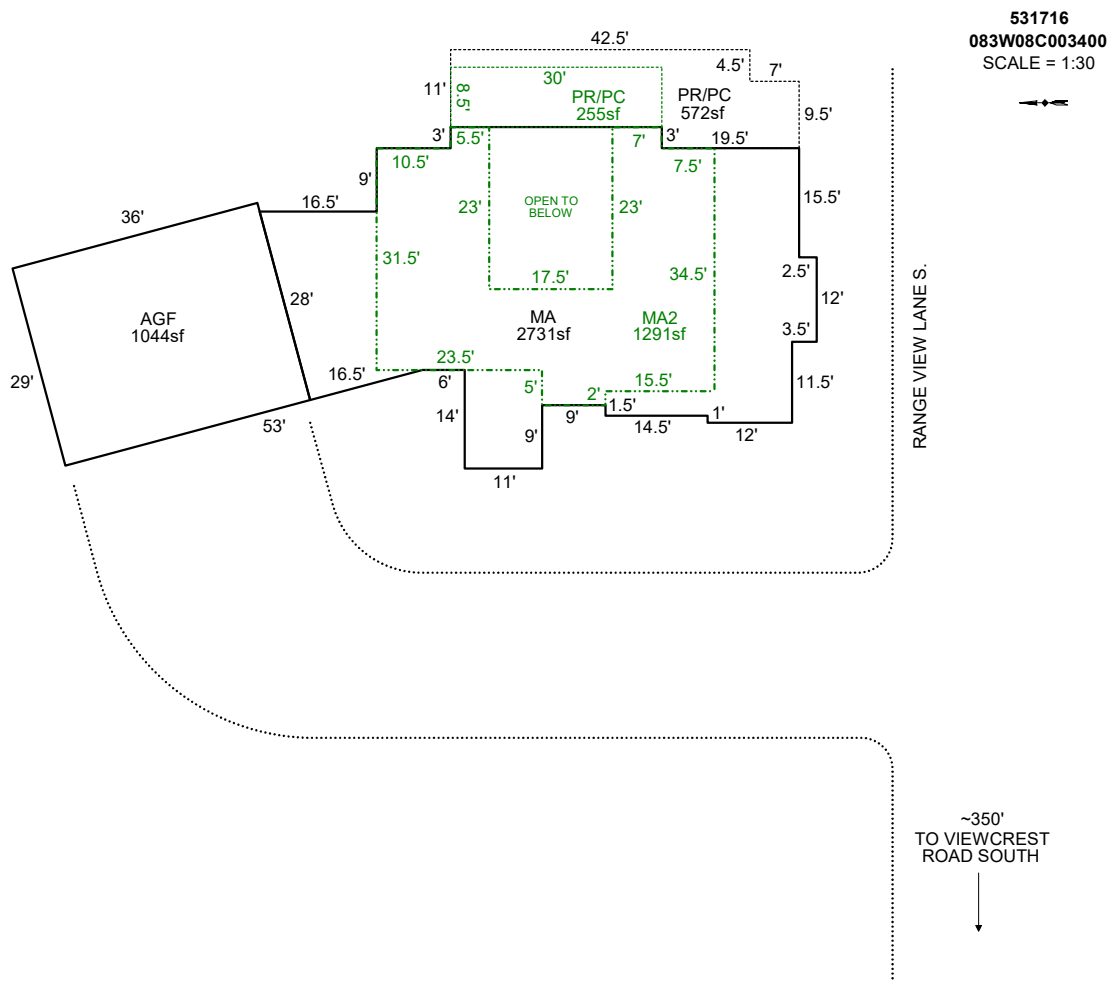 531716
083W08C003400
SCALE = 1:30
42.5'
4.5'
7'
11'
30'
8.5'
PR/PC
255sf
PR/PC
572sf
9.5'
3'
5.5'
7'
3'
19.5'
10.5'
7.5'
9'
16.5'
36'
23'
OPEN TO
BELOW
23'
15.5'
31.5'
28'
17.5'
34.5'
2.5'
12'
3.5'
AGF
1044sf
MA
2731sf
MA2
1291sf
29'
16.5'
23.5'
6'
5'
15.5'
2'
11.5'
1.5'
14'
9'
9'
14.5'
1'
12'
53'
11'
RANGE VIEW LANE S.
~350'
TO VIEWCREST
ROAD SOUTH